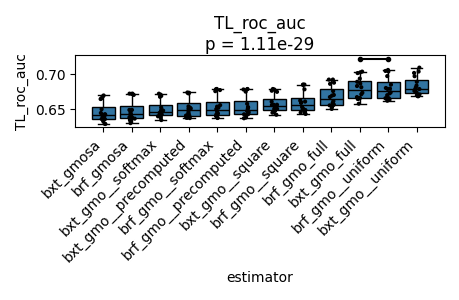 TL_roc_auc
p = 1.11e-29
TL_roc_auc
0.70
0.65
bxt_gmosa
brf_gmosa
bxt_gmo__softmax
bxt_gmo__precomputed
brf_gmo__softmax
brf_gmo__precomputed
bxt_gmo__square
brf_gmo__square
brf_gmo_full
bxt_gmo_full
brf_gmo__uniform
bxt_gmo__uniform
estimator